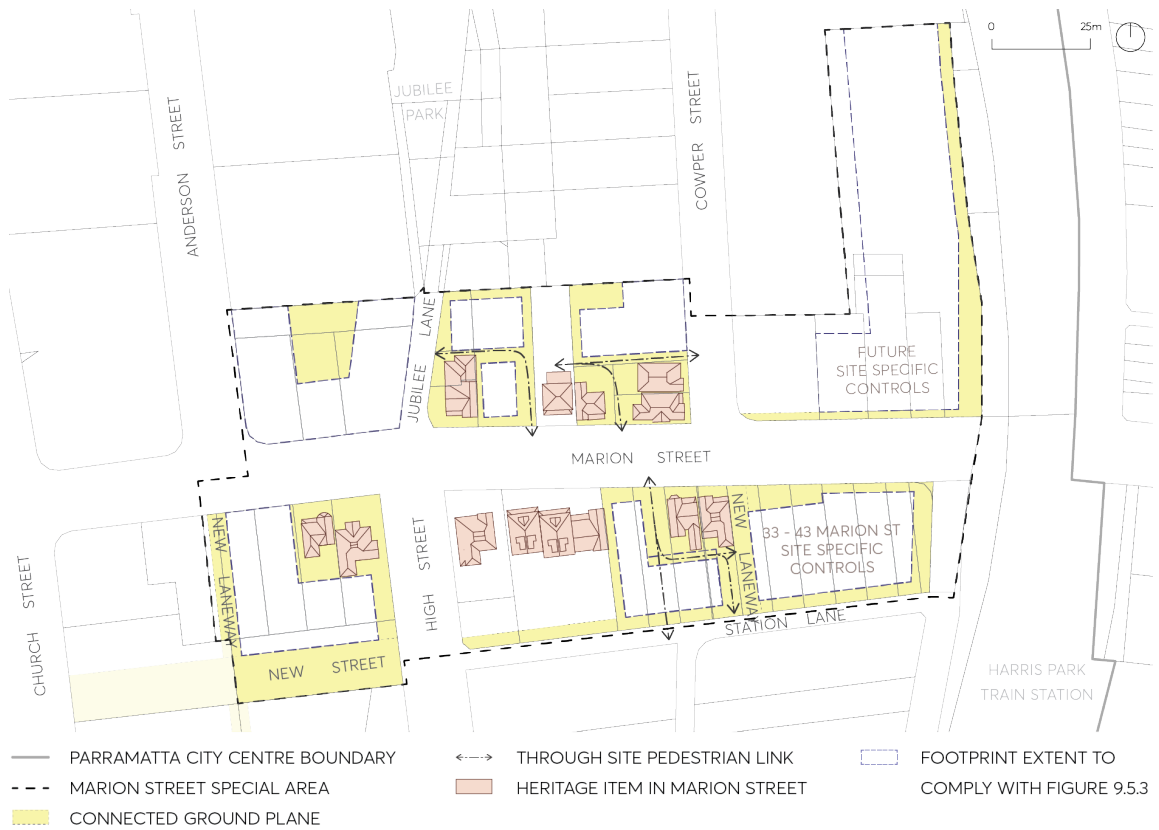 0 25m
JUBILEE
PARK
ANDERSON STREET
COWPER STREET
JUBILEE LANE
FUTURE
SITE SPECIFIC
CONTROLS
MARION STREET
CHURCH STREET
NEW LANEWAY
HIGH STREET
NEW LANEWAY
33 - 43 MARION ST
SITE SPECIFIC
CONTROLS
STATION LANE
NEW STREET
HARRIS PARK
TRAIN STATION
PARRAMATTA CITY CENTRE BOUNDARY
MARION STREET SPECIAL AREA
CONNECTED GROUND PLANE
THROUGH SITE PEDESTRIAN LINK
HERITAGE ITEM IN MARION STREET
FOOTPRINT EXTENT TO
COMPLY WITH FIGURE 9.5.3